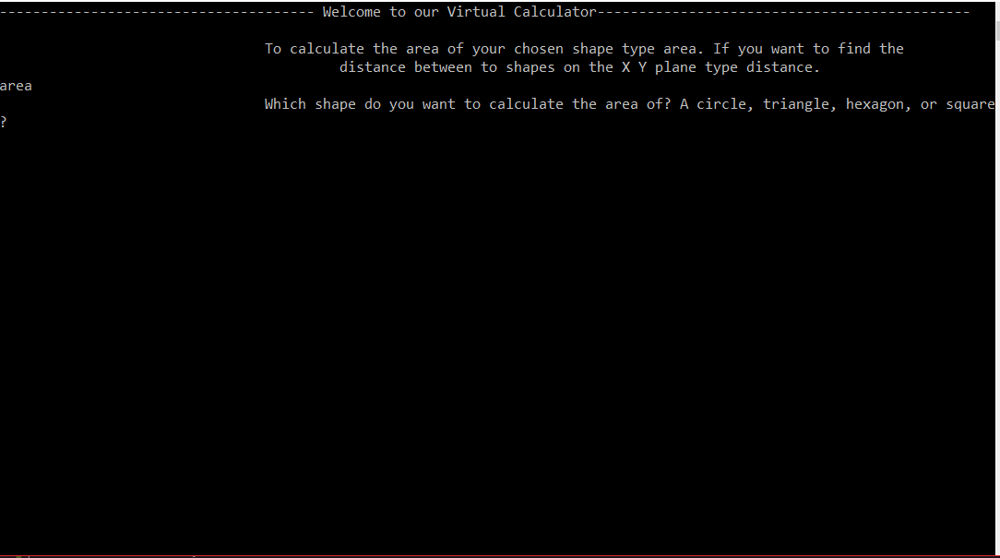 -------------------------------------- Welcome to our Virtual Calculator---------------------------------------------
To calculate the area of your chosen shape type area. If you want to find the
distance between to shapes on the X Y plane type distance.
area
Which shape do you want to calculate the area of? A circle, triangle, hexagon, or square
?